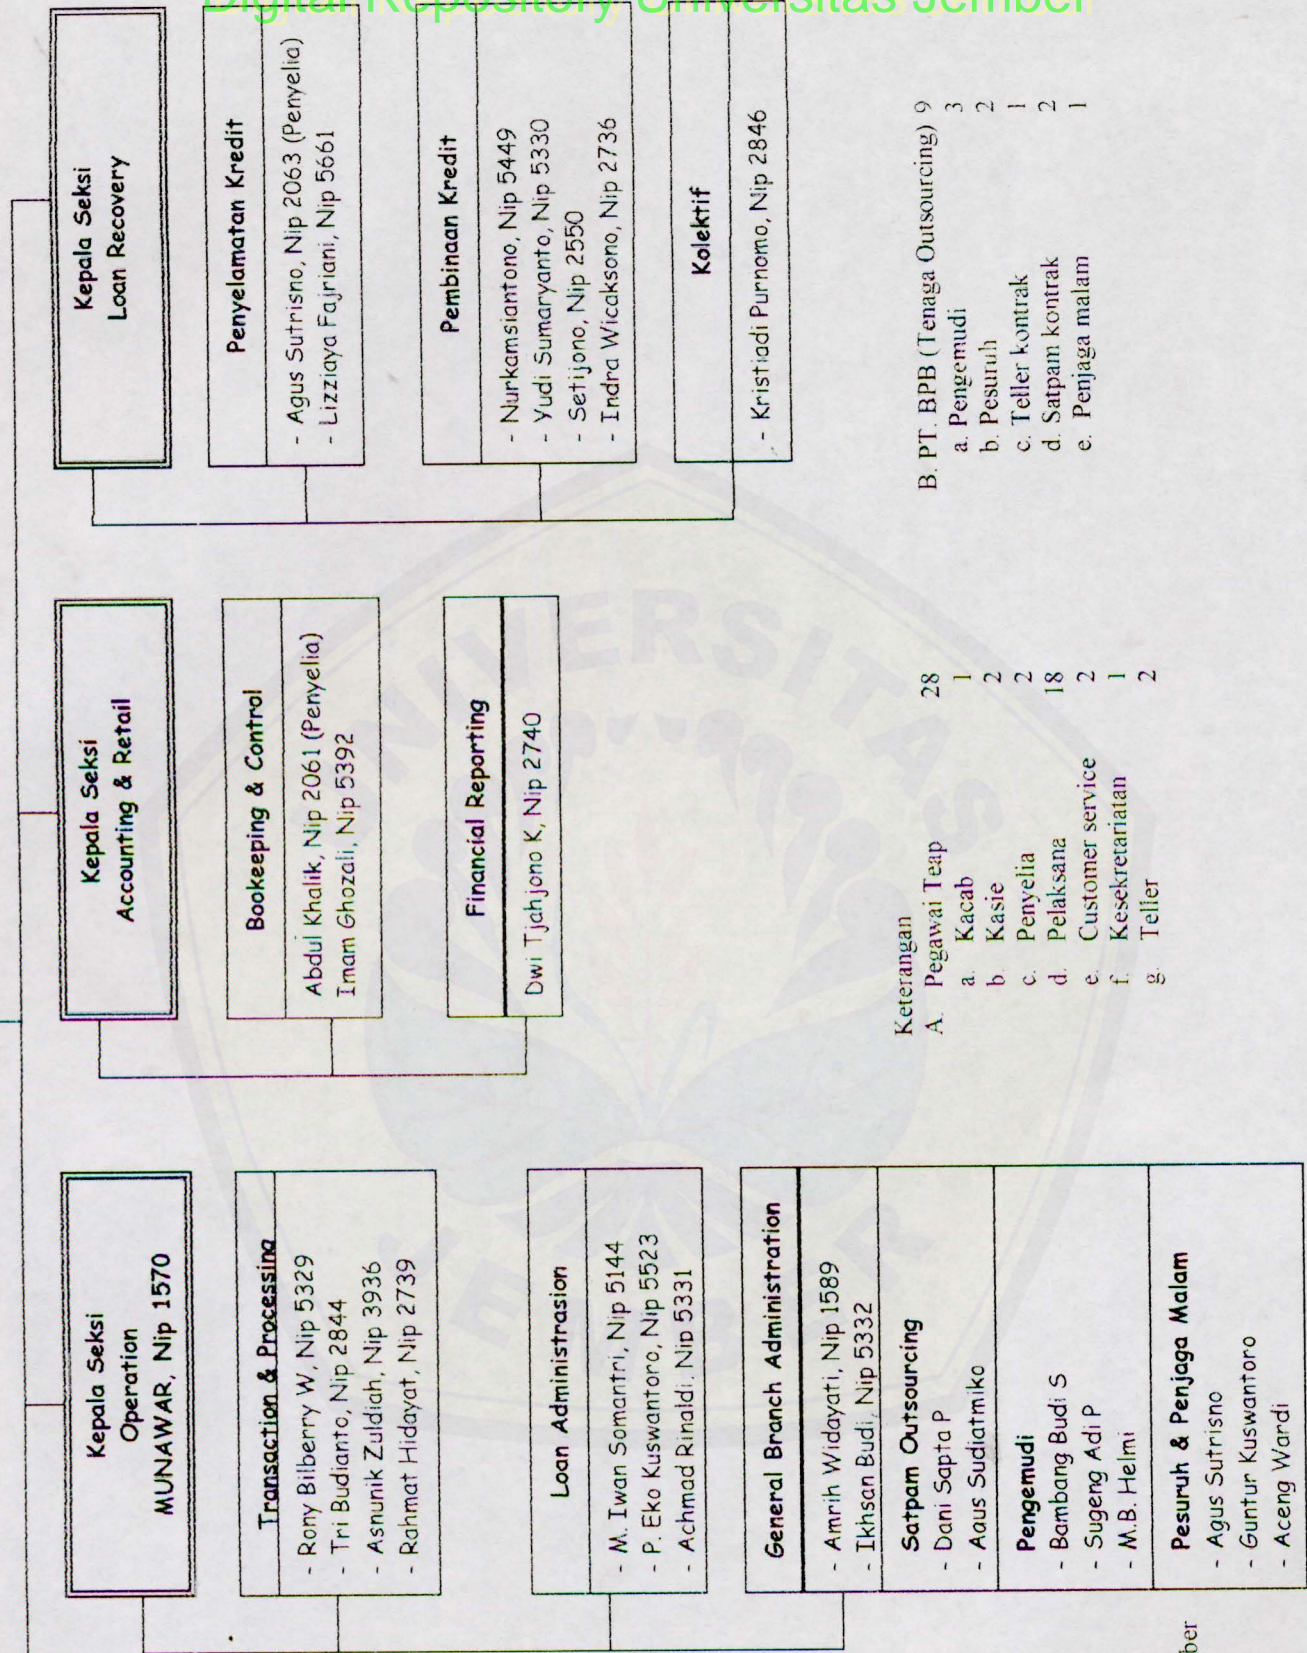 Digital Repository Universitas Jember
Kepala Seksi
Operation
MUNAWAR, Nip 1570
Transaction & Processing
- Rony Bilberry W, Nip 5329
- Tri Budianto, Nip 2844
- Asnunik Zuldiah, Nip 3936
- Rahmat Hidayat, Nip 2739
Loan Administrasion
- M. Iwan Somantri, Nip 5144
- P. Eko Kuswantoro, Nip 5523
- Achmad Rinaldi, Nip 5331
General Branch Administration
- Amrih Widayati, Nip 1589
- Ikhsan Budi, Nip 5332
Satpam Outsourcing
- Dani Sapta P
- Agus Sudiatmiko
Pengemudi
- Bambang Budi S
- Sugeng Adi P
- M.B. Helmi
Pesuruh & Penjaga Malam
- Agus Sutrisno
- Guntur Kuswantoro
- Aceng Wardi
Kepala Seksi
Accounting & Retail
Bookeeping & Control
Abdul Khalik, Nip 2061 (Penyelia)
Imam Ghozali, Nip 5392
Financial Reporting
Dwi Tjahjono K, Nip 2740
Kepala Seksi
Loan Recovery
Penyelamatan Kredit
- Agus Sutrisno, Nip 2063 (Penyelia)
- Lizziaya Fajriani, Nip 5661
Pembinaan Kredit
- Nurkamsiantono, Nip 5449
- Yudi Sumaryanto, Nip 5330
- Setijono, Nip 2550
- Indra Wicaksono, Nip 2736
Kolektif
- Kristiadi Purnomo, Nip 2846
Keterangan
A. Pegawai Teap 28
a. Kacab 1
b. Kasie 2
c. Penyelia 2
d. Pelaksana 18
e. Customer service 2
f. Kesekretariatan 1
g. Teller 2
B. PT. BPB (Tenaga Outsourcing) 9
a. Pengemudi 3
b. Pesuruh 2
c. Teller kontrak 1
d. Satpam kontrak 2
e. Penjaga malam 1
ber
UNIVERSITAS
JEMBER